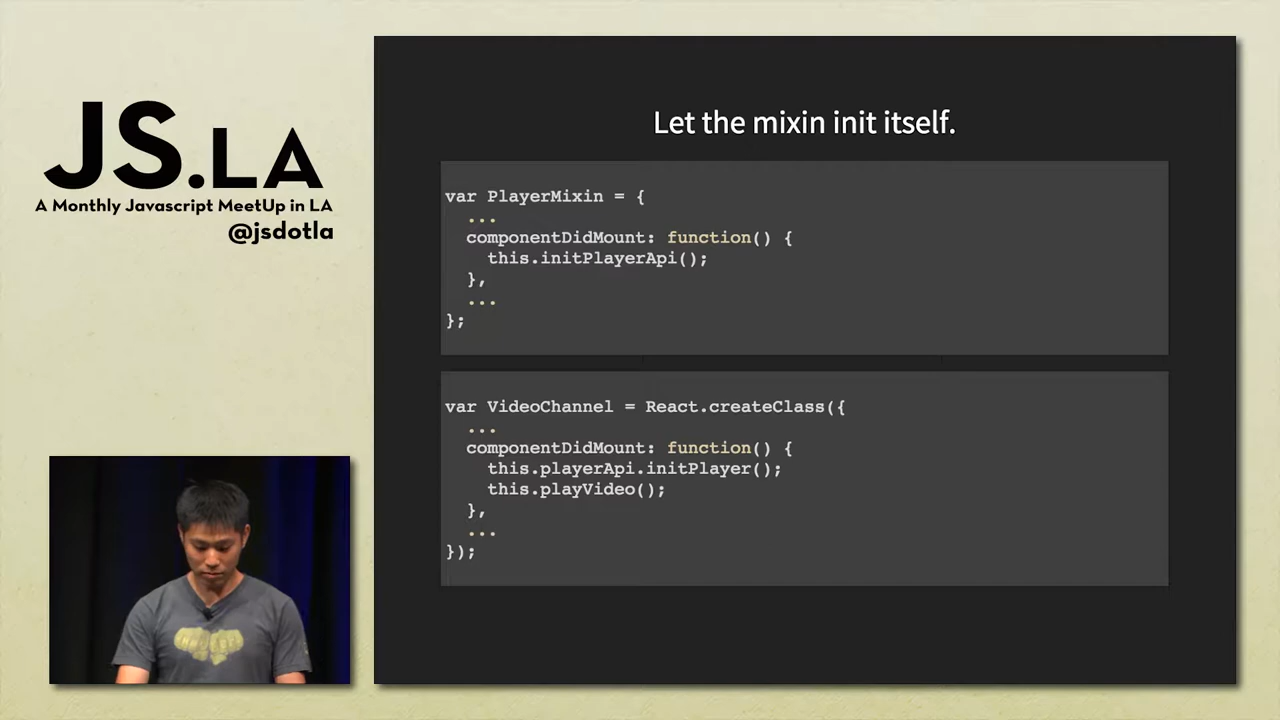 JS.LA
A Monthly Javascript MeetUp in LA
@jsdotla
Let the mixin init itself.
var PlayerMixin = {
...
componentDidMount: function() {
this.initPlayerApi();
},
...
};
var VideoChannel = React.createClass({
...
componentDidMount: function() {
this.playerApi.initPlayer();
this.playVideo();
},
...
});